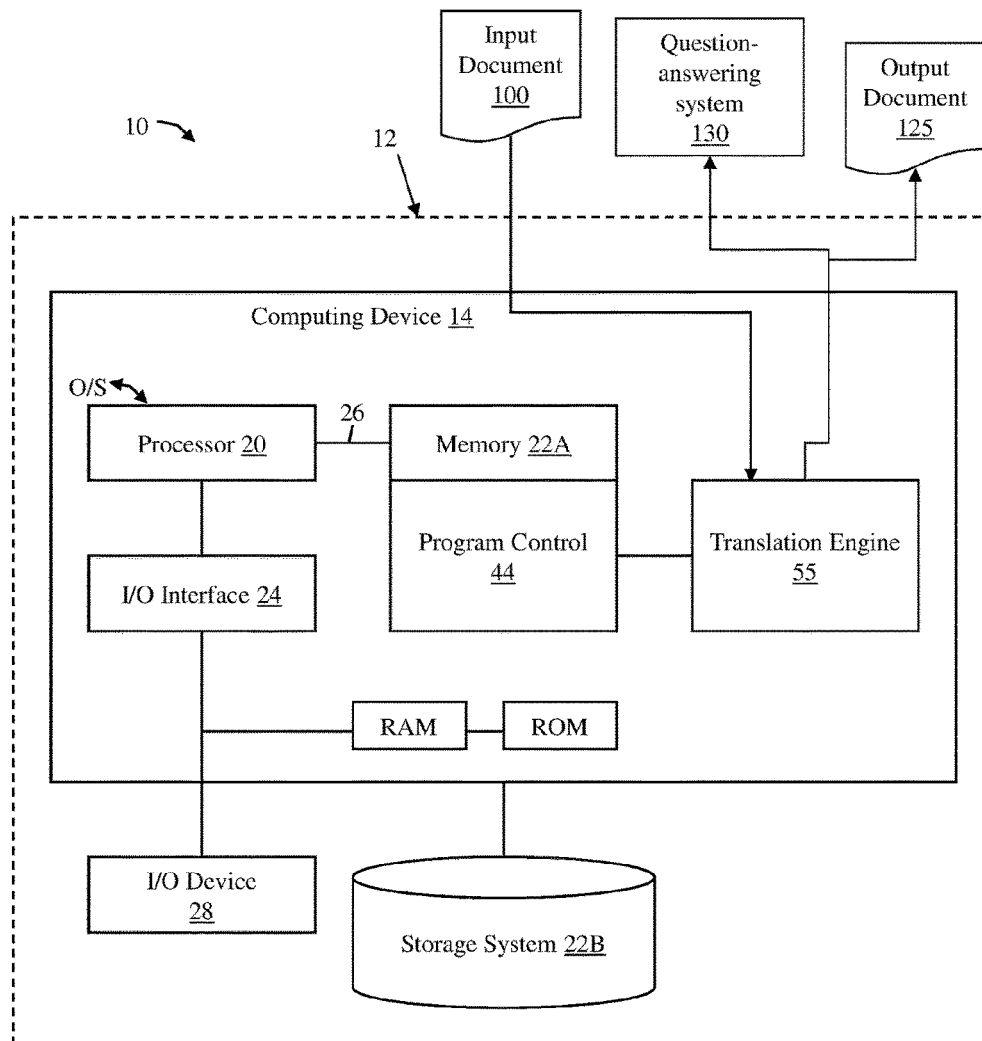 Input
Document
100
Question-
answering
system
130
Output
Document
125
10
12
Computing Device 14
O/S
Processor 20
26
Memory 22A
Program Control
44
Translation Engine
55
I/O Interface 24
RAM
ROM
I/O Device
28
Storage System 22B